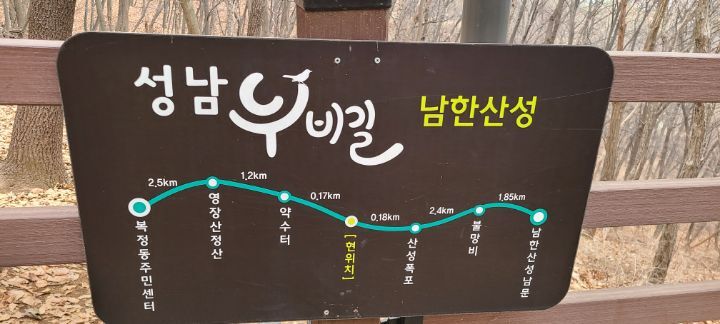 성남 누비길 남한산성
2.5km 1.2km 0.17km 0.18km 2.4km 1.85km
복정동주민센터
영장산정산
약수터
[현위치]
산성폭포
불망비
남한산성남문